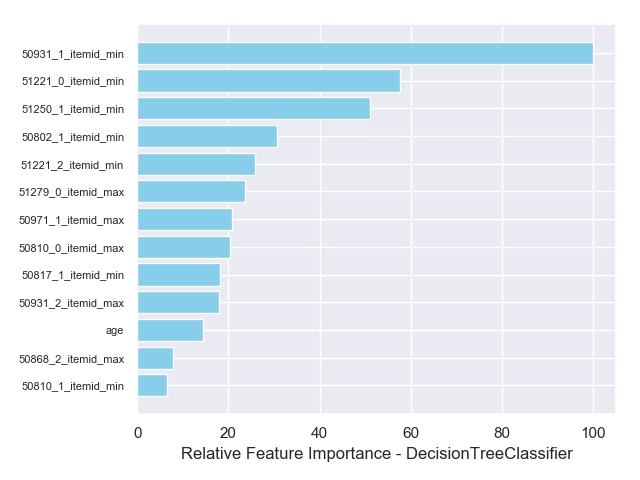 50931_1_itemid_min
51221_0_itemid_min
51250_1_itemid_min
50802_1_itemid_min
51221_2_itemid_min
51279_0_itemid_max
50971_1_itemid_max
50810_0_itemid_max
50817_1_itemid_min
50931_2_itemid_max
age
50868_2_itemid_max
50810_1_itemid_min
0 20 40 60 80 100
Relative Feature Importance - DecisionTreeClassifier